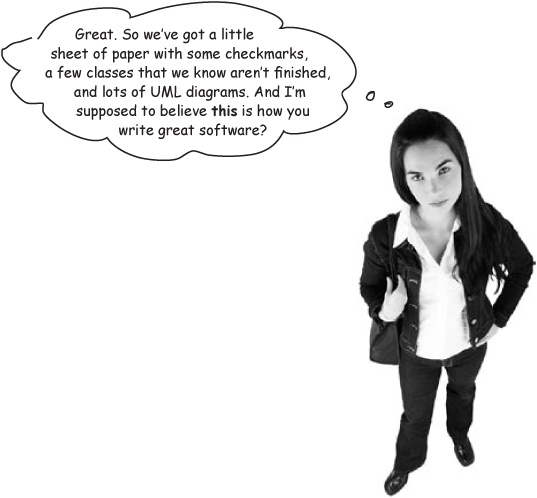 Great. So we've got a little
sheet of paper with some checkmarks,
a few classes that we know aren't finished,
and lots of UML diagrams. And I'm
supposed to believe this is how you
write great software?